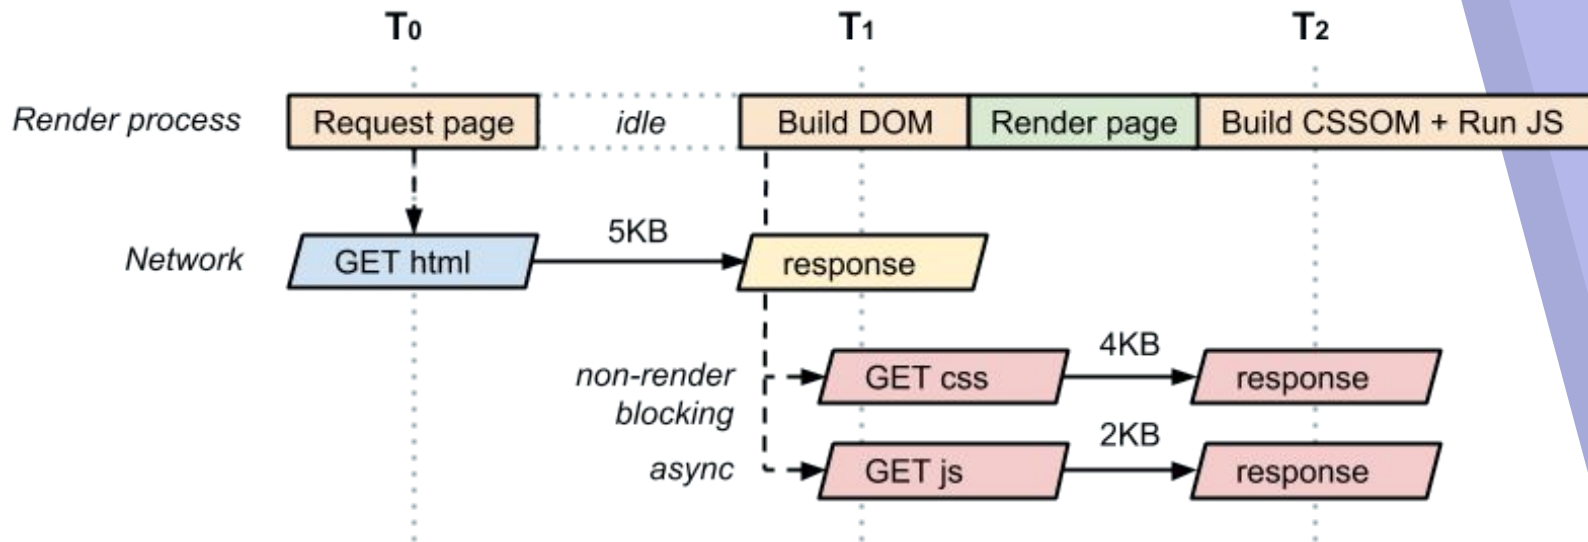 T0 T1 T2
Render process Request page idle Build DOM Render page Build CSSOM + Run JS
5KB
Network GET html response
4KB
non-render GET css response
blocking
2KB
async GET js response